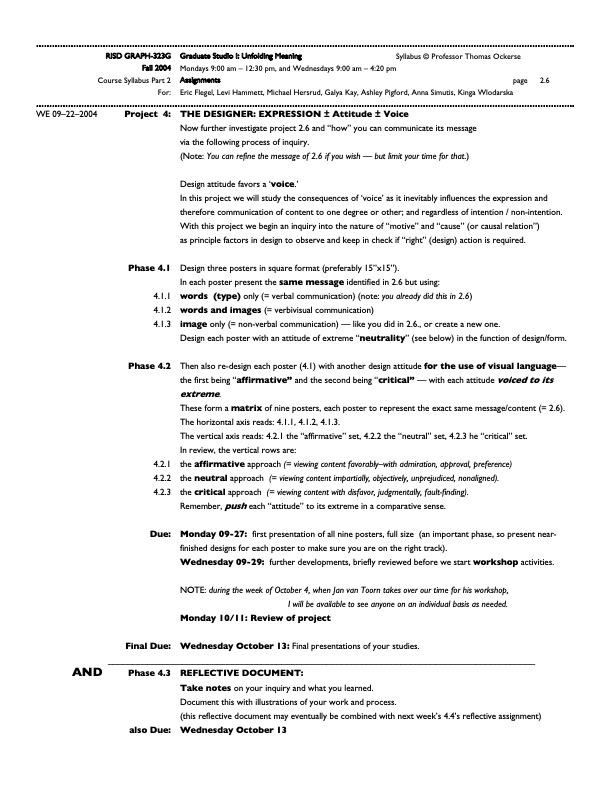 RISD GRAPH-323G Graduate Studio I: Unfolding Meaning Syllabus © Professor Thomas Ockerse
Fall 2004 Mondays 9:00 am – 12:30 pm, and Wednesdays 9:00 am – 4:20 pm
Course Syllabus Part 2 Assignments page 2.6
For: Eric Flegel, Levi Hammett, Michael Hersrud, Galya Kay, Ashley Pigford, Anna Simutis, Kinga Wlodarska
WE 09–22–2004 Project 4: THE DESIGNER: EXPRESSION ± Attitude ± Voice
Now further investigate project 2.6 and “how” you can communicate its message
via the following process of inquiry.
(Note: You can refine the message of 2.6 if you wish — but limit your time for that.)
Design attitude favors a ‘voice.’
In this project we will study the consequences of ‘voice’ as it inevitably influences the expression and
therefore communication of content to one degree or other; and regardless of intention / non-intention.
With this project we begin an inquiry into the nature of “motive” and “cause” (or causal relation”)
as principle factors in design to observe and keep in check if “right” (design) action is required.
Phase 4.1 Design three posters in square format (preferably 15”x15”).
In each poster present the same message identified in 2.6 but using:
4.1.1 words (type) only (= verbal communication) (note: you already did this in 2.6)
4.1.2 words and images (= verbivisual communication)
4.1.3 image only (= non-verbal communication) — like you did in 2.6., or create a new one.
Design each poster with an attitude of extreme “neutrality” (see below) in the function of design/form.
Phase 4.2 Then also re-design each poster (4.1) with another design attitude for the use of visual language—
the first being “affirmative” and the second being “critical” — with each attitude voiced to its
extreme.
These form a matrix of nine posters, each poster to represent the exact same message/content (= 2.6).
The horizontal axis reads: 4.1.1, 4.1.2, 4.1.3.
The vertical axis reads: 4.2.1 the “affirmative” set, 4.2.2 the “neutral” set, 4.2.3 he “critical” set.
In review, the vertical rows are:
4.2.1 the affirmative approach (= viewing content favorably–with admiration, approval, preference)
4.2.2 the neutral approach (= viewing content impartially, objectively, unprejudiced, nonaligned).
4.2.3 the critical approach (= viewing content with disfavor, judgmentally, fault-finding).
Remember, push each “attitude” to its extreme in a comparative sense.
Due: Monday 09-27: first presentation of all nine posters, full size (an important phase, so present near-
finished designs for each poster to make sure you are on the right track).
Wednesday 09-29: further developments, briefly reviewed before we start workshop activities.
NOTE: during the week of October 4, when Jan van Toorn takes over our time for his workshop,
I will be available to see anyone on an individual basis as needed.
Monday 10/11: Review of project
Final Due: Wednesday October 13: Final presentations of your studies.
AND Phase 4.3 REFLECTIVE DOCUMENT:
Take notes on your inquiry and what you learned.
Document this with illustrations of your work and process.
(this reflective document may eventually be combined with next week’s 4.4’s reflective assignment)
also Due: Wednesday October 13